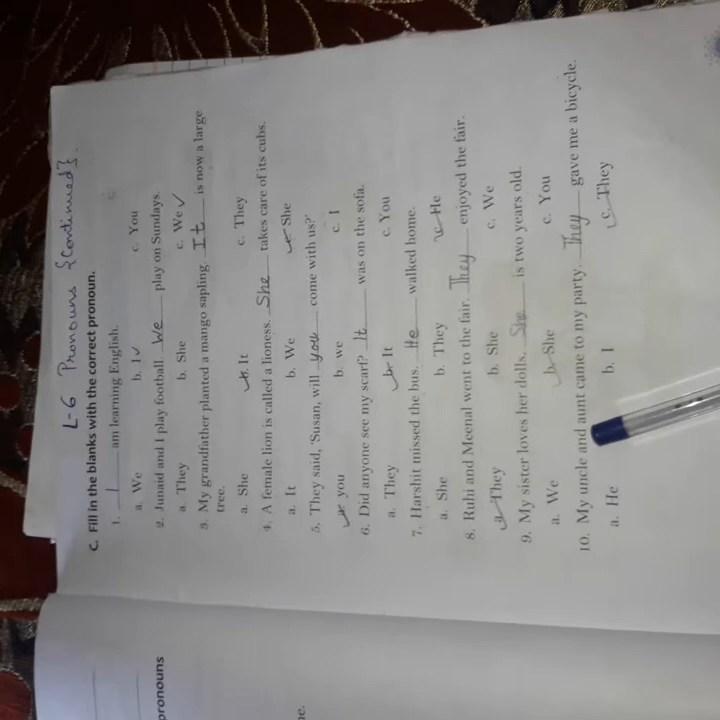 L-6 Pronouns {Continued}
C. Fill in the blanks with the correct pronoun.
1. I am learning English.
a. We b. I c. You
2. Junaid and I play football. We play on Sundays.
a. They b. She c. We
3. My grandfather planted a mango sapling. It is now a large
tree.
a. She b. It c. They
4. A female lion is called a lioness. She takes care of its cubs.
a. It b. We c. She
5. They said, 'Susan, will you come with us?'
a. you b. we c. I
6. Did anyone see my scarf? It was on the sofa.
a. They b. It c. You
7. Harshit missed the bus. He walked home.
a. She b. They c. He
8. Ruhi and Meenal went to the fair. They enjoyed the fair.
a. They b. She c. We
9. My sister loves her dolls. She is two years old.
a. We b. She c. You
10. My uncle and aunt came to my party. They gave me a bicycle.
a. He b. I c. They
pronouns